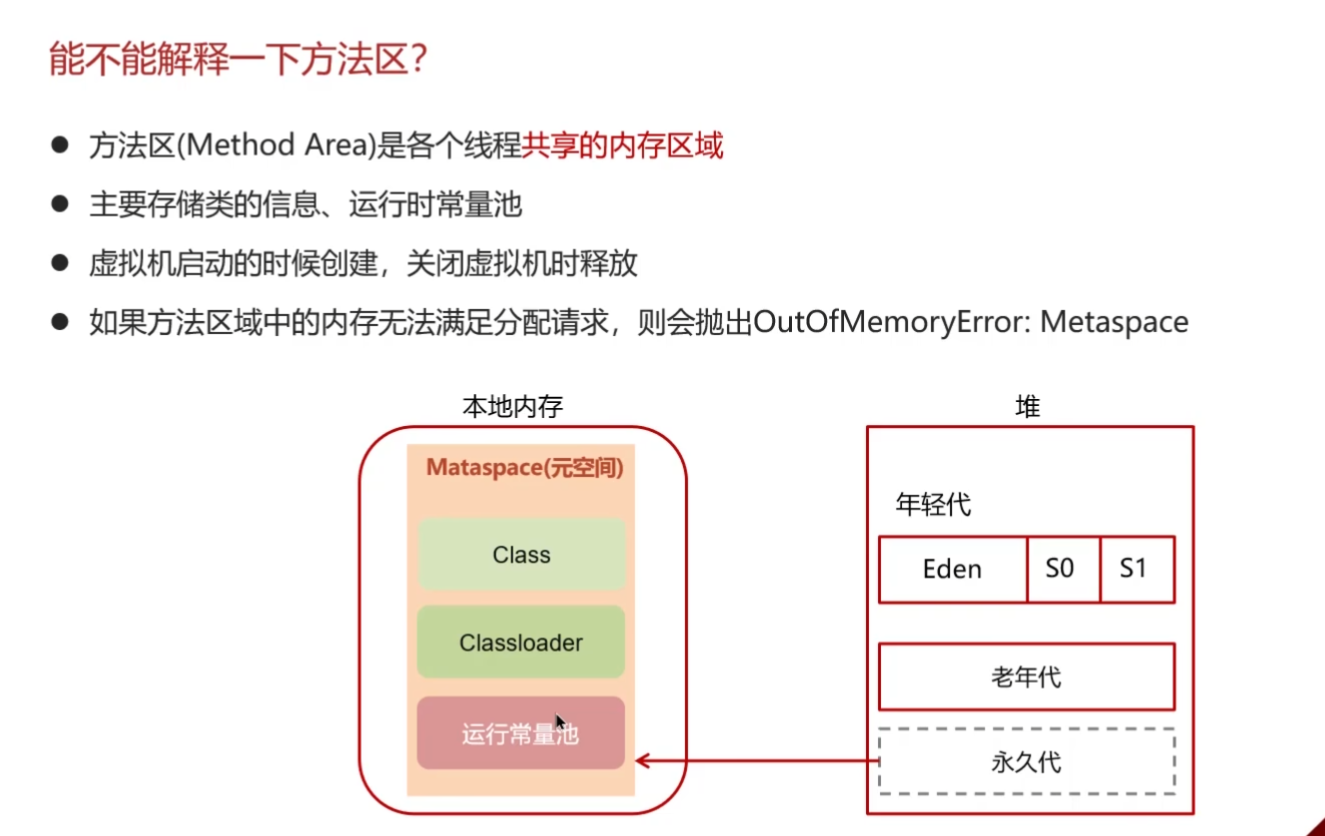 能不能解释一下方法区？
● 方法区(Method Area)是各个线程共享的内存区域
● 主要存储类的信息、运行时常量池
● 虚拟机启动的时候创建，关闭虚拟机时释放
● 如果方法区域中的内存无法满足分配请求，则会抛出OutOfMemoryError: Metaspace
本地内存
Mataspace(元空间)
Class
Classloader
运行常量池
堆
年轻代
Eden
S0
S1
老年代
永久代